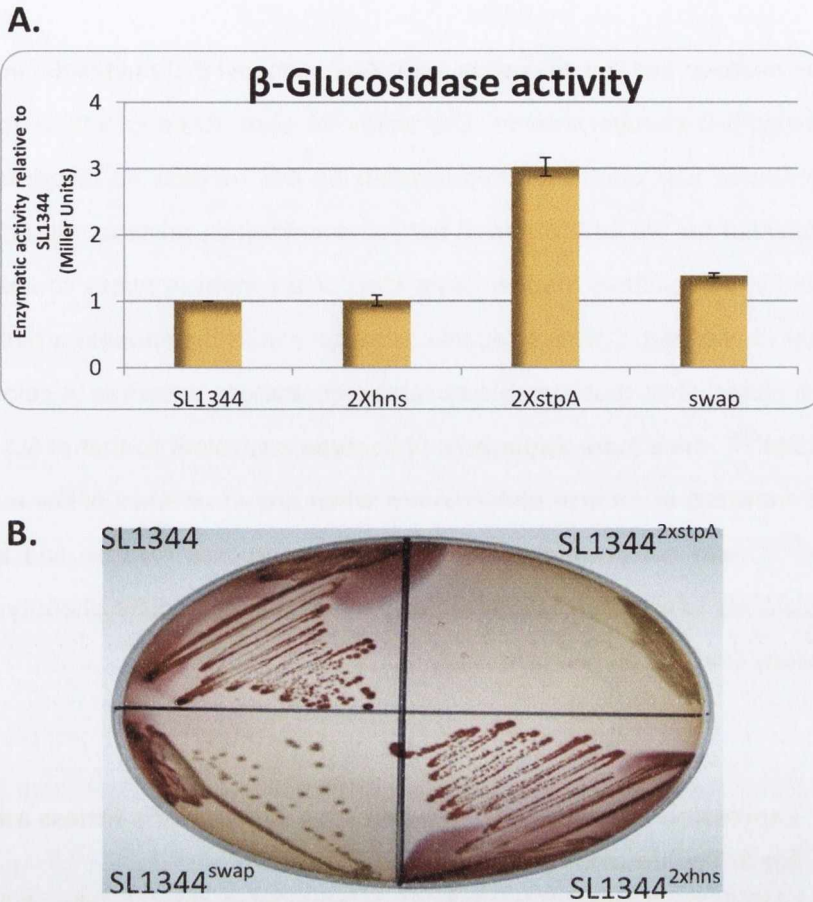 A.
β-Glucosidase activity
Enzymatic activity relative to
SL1344
(Miller Units)
4
3
2
1
0
SL1344
2Xhns
2XstpA
swap
B.
SL1344
SL1344^2xstpA
SL1344^swap
SL1344^2xhns